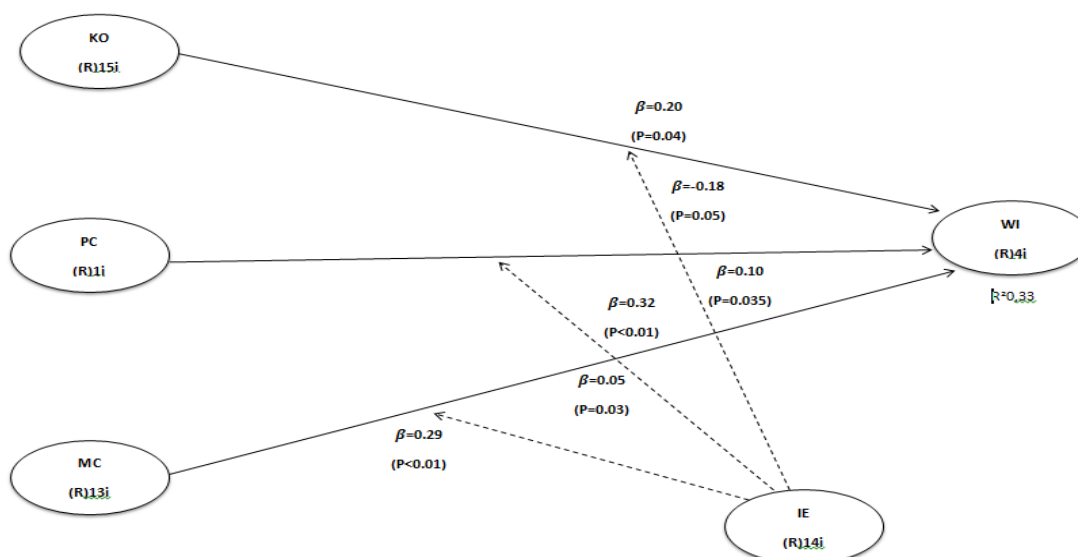 KO
(R)15i
β=0.20
(P=0.04)
β=-0.18
(P=0.05)
PC
(R)1i
WI
(R)4i
R²0.33
β=0.10
(P=0.035)
β=0.32
(P<0.01)
β=0.05
(P=0.03)
β=0.29
(P<0.01)
MC
(R)13i
IE
(R)14i